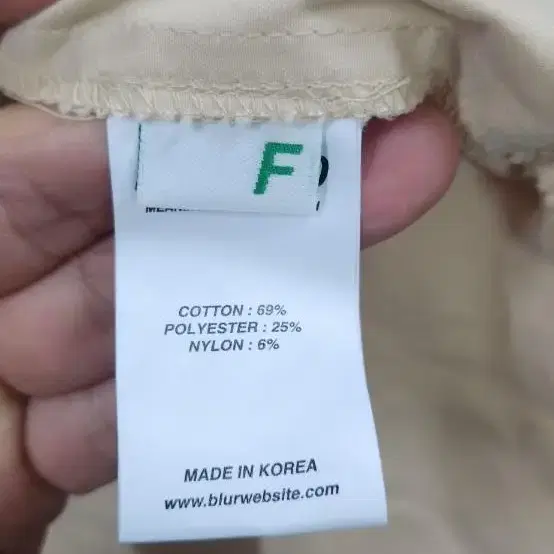 F
COTTON : 69%
POLYESTER : 25%
NYLON : 6%
MADE IN KOREA
www.blurwebsite.com